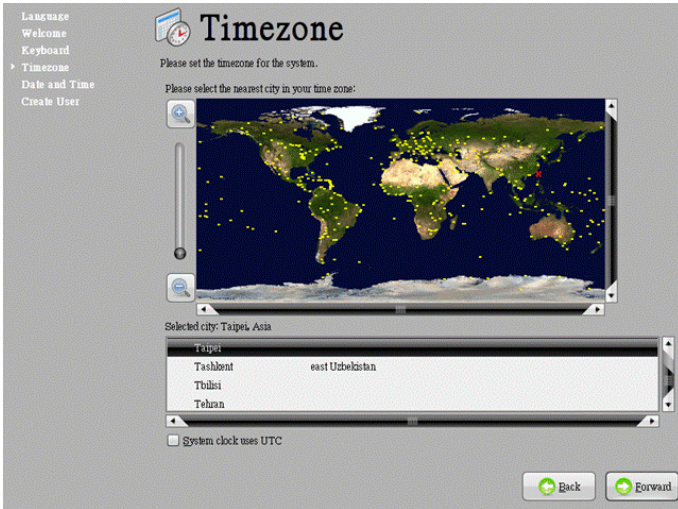 Language
Welcome
Keyboard
Timezone
Date and Time
Create User
Timezone
Please set the timezone for the system.
Please select the nearest city in your time zone:
Selected city: Taipei, Asia
Taipei
Tashkent east Uzbekistan
Tbilisi
Tehran
System clock uses UTC
Back
Forward